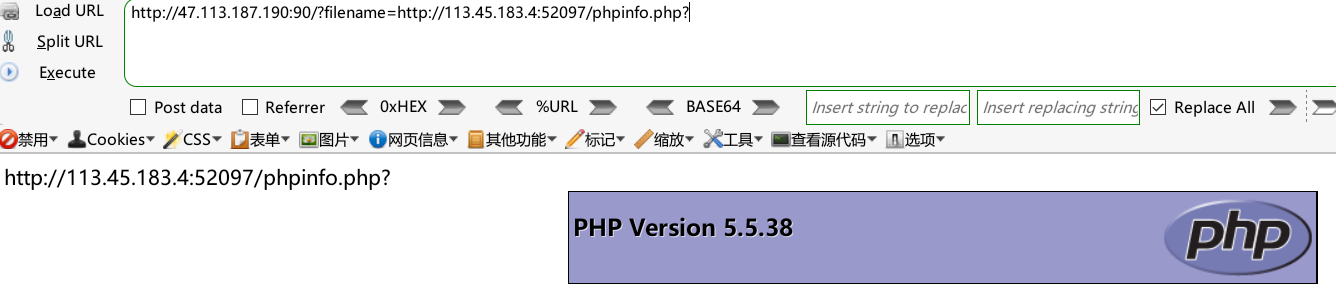 Load URL
http://47.113.187.190:90/?filename=http://113.45.183.4:52097/phpinfo.php?
Split URL
Execute
Post data Referrer 0xHEX %URL BASE64 Insert string to replac Insert replacing string Replace All
禁用 Cookies CSS 表单 图片 网页信息 其他功能 标记 缩放 工具 查看源代码 选项
http://113.45.183.4:52097/phpinfo.php?
PHP Version 5.5.38
php